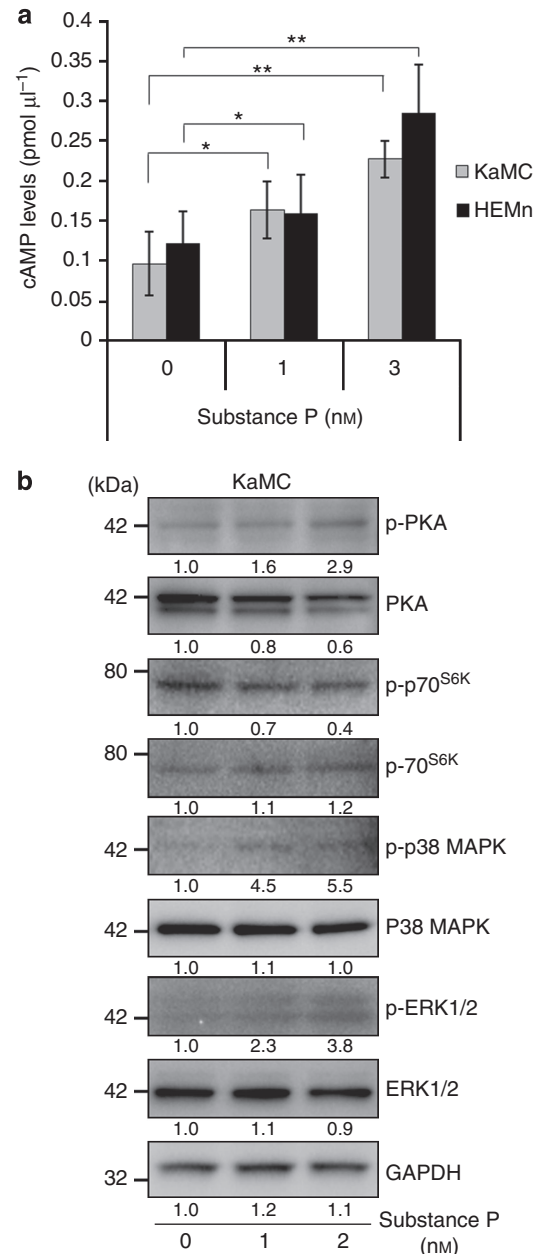 a
cAMP levels (pmol µl⁻¹)
0.4
0.35
0.3
0.25
0.2
0.15
0.1
0.05
0
**
**
*
*
KaMC
HEMn
0 1 3
Substance P (nM)
b
(kDa) KaMC
42 p-PKA
1.0 1.6 2.9
42 PKA
1.0 0.8 0.6
80 p-p70S6K
1.0 0.7 0.4
80 p-70S6K
1.0 1.1 1.2
42 p-p38 MAPK
1.0 4.5 5.5
42 P38 MAPK
1.0 1.1 1.0
42 p-ERK1/2
1.0 2.3 3.8
42 ERK1/2
1.0 1.1 0.9
32 GAPDH
1.0 1.2 1.1
Substance P
0 1 2 (nM)